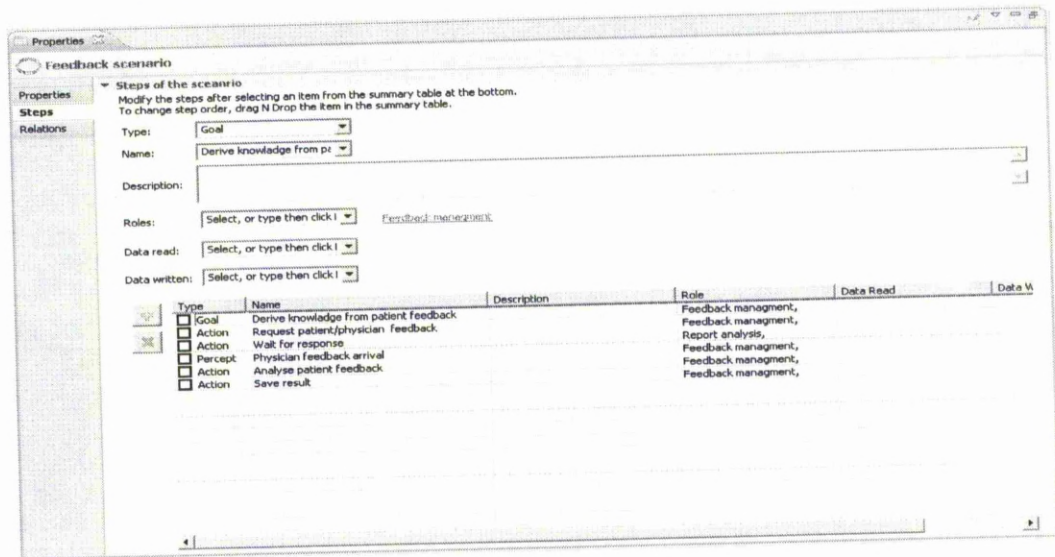 Properties
Feedback scenario
Properties
Steps
Relations
Steps of the sceanrio
Modify the steps after selecting an item from the summary table at the bottom.
To change step order, drag N Drop the item in the summary table.
Type: Goal
Name: Derive knowladge from pa
Description:
Roles: Select, or type then click I Feedback managment,
Data read: Select, or type then click I
Data written: Select, or type then click I
Type Name Description Role Data Read Data W
Goal Derive knowladge from patient feedback Feedback managment,
Action Request patient/physician feedback Feedback managment,
Action Wait for response Report analysis,
Percept Physician feedback arrival Feedback managment,
Action Analyse patient feedback Feedback managment,
Action Save result Feedback managment,